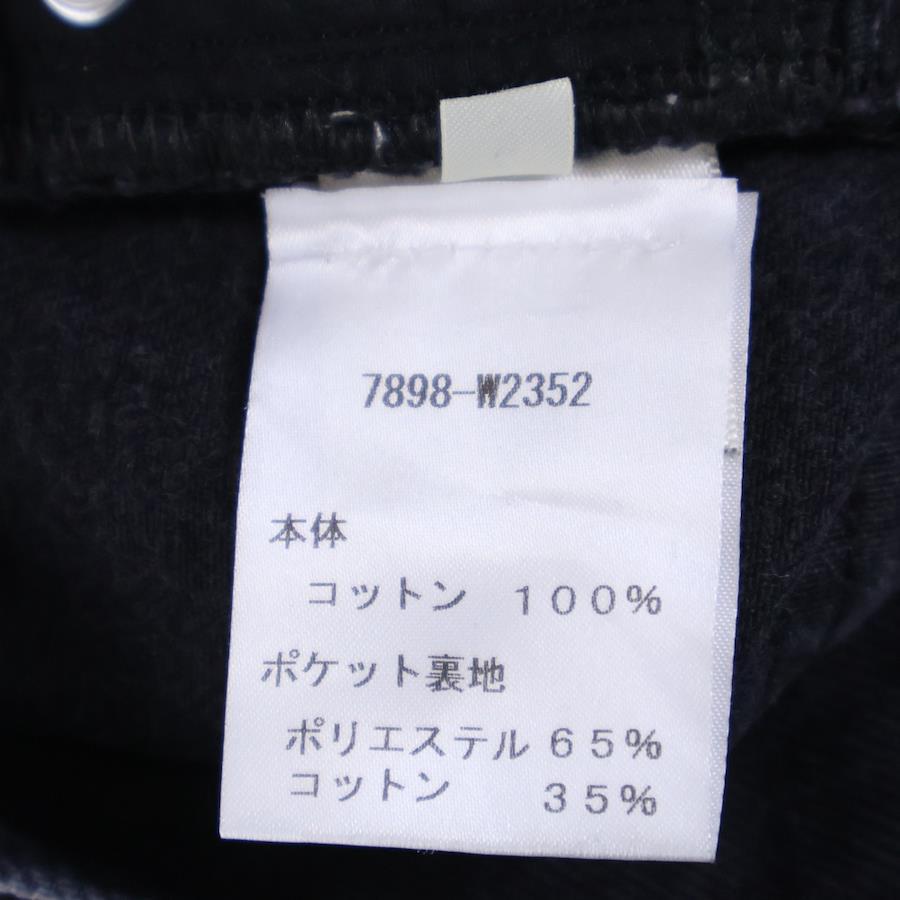 7898-W2352
本体
コットン 100%
ポケット裏地
ポリエステル 65%
コットン 35%